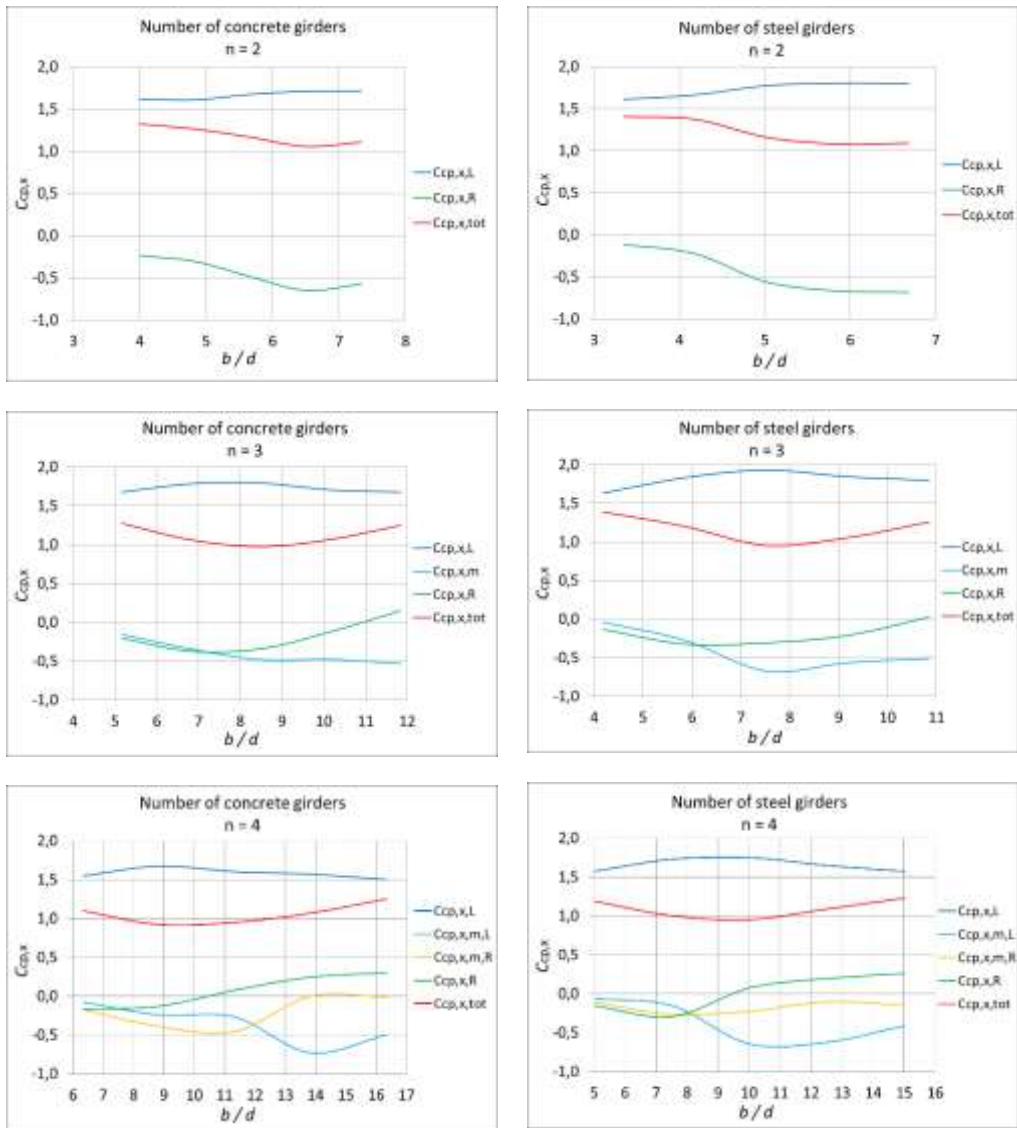 Number of concrete girders
n = 2
2,0
1,5
1,0
0,5
0,0
-0,5
-1,0
Ccp,x
3 4 5 6 7 8
b / d
Ccp,x,L
Ccp,x,R
Ccp,x,tot
Number of steel girders
n = 2
2,0
1,5
1,0
0,5
0,0
-0,5
-1,0
Ccp,x
3 4 5 6 7
b / d
Ccp,x,L
Ccp,x,R
Ccp,x,tot
Number of concrete girders
n = 3
2,0
1,5
1,0
0,5
0,0
-0,5
-1,0
Ccp,x
4 5 6 7 8 9 10 11 12
b / d
Ccp,x,L
Ccp,x,m
Ccp,x,R
Ccp,x,tot
Number of steel girders
n = 3
2,0
1,5
1,0
0,5
0,0
-0,5
-1,0
Ccp,x
4 5 6 7 8 9 10 11
b / d
Ccp,x,L
Ccp,x,m
Ccp,x,R
Ccp,x,tot
Number of concrete girders
n = 4
2,0
1,5
1,0
0,5
0,0
-0,5
-1,0
Ccp,x
6 7 8 9 10 11 12 13 14 15 16 17
b / d
Ccp,x,L
Ccp,x,m,L
Ccp,x,m,R
Ccp,x,R
Ccp,x,tot
Number of steel girders
n = 4
2,0
1,5
1,0
0,5
0,0
-0,5
-1,0
Ccp,x
5 6 7 8 9 10 11 12 13 14 15 16
b / d
Ccp,x,L
Ccp,x,m,L
Ccp,x,m,R
Ccp,x,R
Ccp,x,tot